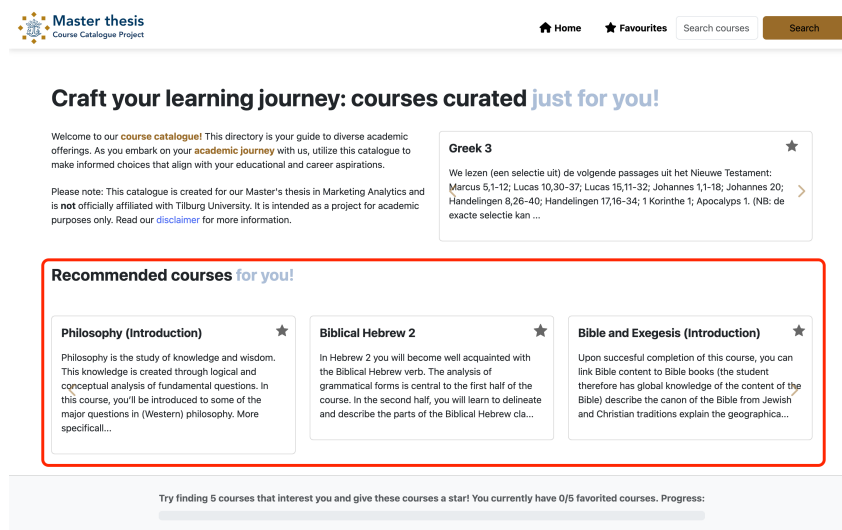 Master thesis
Course Catalogue Project
Home
Favourites
Search courses
Search
Craft your learning journey: courses curated just for you!
Welcome to our course catalogue! This directory is your guide to diverse academic
offerings. As you embark on your academic journey with us, utilize this catalogue to
make informed choices that align with your educational and career aspirations.
Please note: This catalogue is created for our Master's thesis in Marketing Analytics and
is not officially affiliated with Tilburg University. It is intended as a project for academic
purposes only. Read our disclaimer for more information.
Greek 3
We lezen (een selectie uit) de volgende passages uit het Nieuwe Testament:
Marcus 5,1-12; Lucas 10,30-37; Lucas 15,11-32; Johannes 1,1-18; Johannes 20;
Handelingen 8,26-40; Handelingen 17,16-34; 1 Korinthe 1; Apocalyps 1. (NB: de
exacte selectie kan ...
Recommended courses for you!
Philosophy (Introduction)
Philosophy is the study of knowledge and wisdom.
This knowledge is created through logical and
conceptual analysis of fundamental questions. In
this course, you'll be introduced to some of the
major questions in (Western) philosophy. More
specificall...
Biblical Hebrew 2
In Hebrew 2 you will become well acquainted with
the Biblical Hebrew verb. The analysis of
grammatical forms is central to the first half of the
course. In the second half, you will learn to delineate
and describe the parts of the Biblical Hebrew cla...
Bible and Exegesis (Introduction)
Upon succesful completion of this course, you can
link Bible content to Bible books (the student
therefore has global knowledge of the content of the
Bible) describe the canon of the Bible from Jewish
and Christian traditions explain the geographica...
Try finding 5 courses that interest you and give these courses a star! You currently have 0/5 favorited courses. Progress: